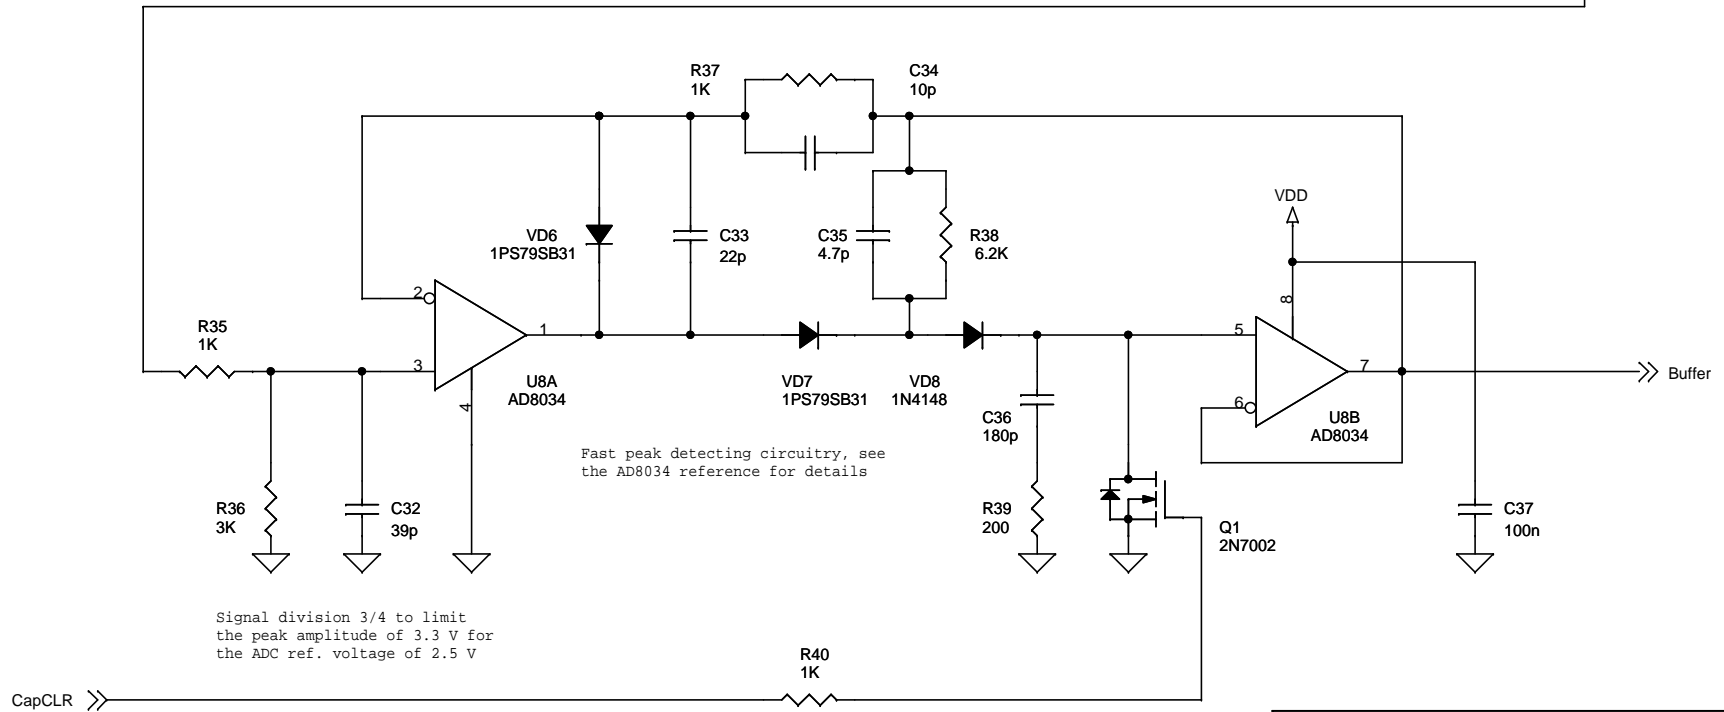 R37
1K
C34
10p
VDD
VD6
1PS79SB31
C33
22p
C35
4.7p
R38
6.2K
8
2
1
5
R35
1K
3
7
Buffer
U8A
AD8034
4
VD7
1PS79SB31
VD8
1N4148
6
C36
180p
U8B
AD8034
Fast peak detecting circuitry, see
the AD8034 reference for details
R36
3K
C32
39p
R39
200
Q1
2N7002
C37
100n
Signal division 3/4 to limit
the peak amplitude of 3.3 V for
the ADC ref. voltage of 2.5 V
R40
1K
CapCLR